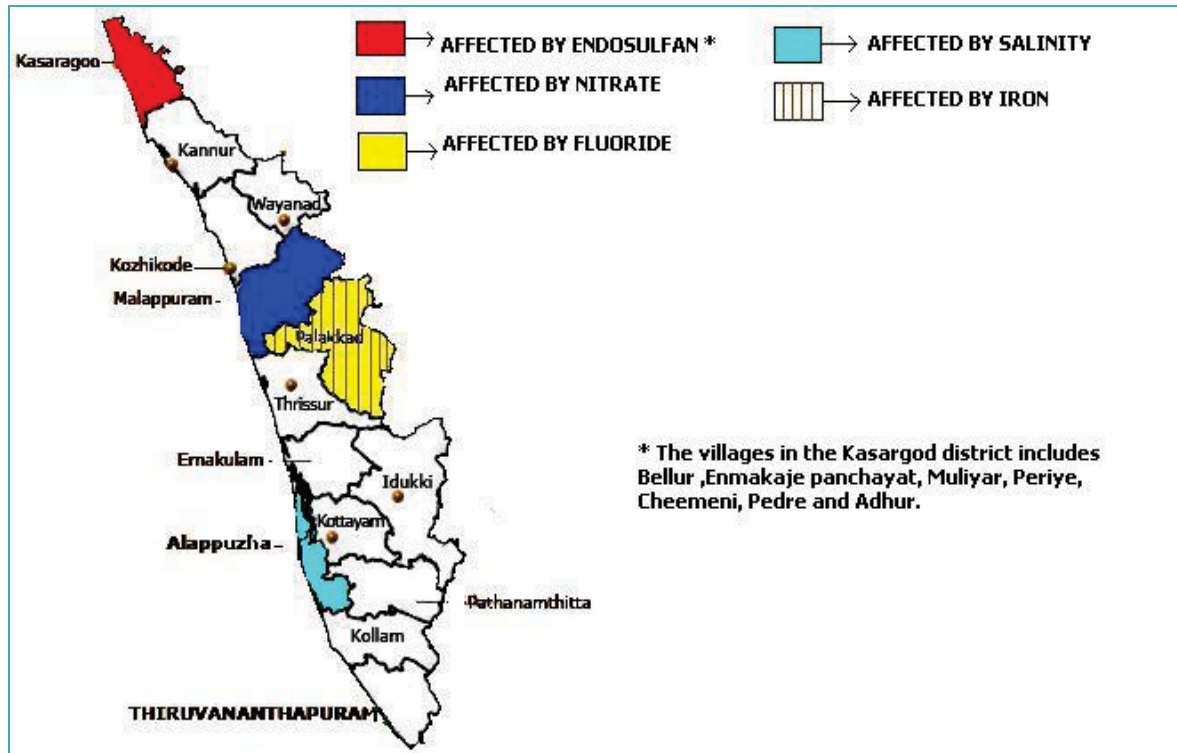 AFFECTED BY ENDOSULFAN *
AFFECTED BY SALINITY
AFFECTED BY NITRATE
AFFECTED BY IRON
AFFECTED BY FLUORIDE
Kasaragoo
Kannur
Wayanad
Kozhikode
Malappuram
Palakkad
Thrissur
Ernakulam
Idukki
Kottayam
Alappuzha
Pathanamthitta
Kollam
THIRUVANANTHAPURAM
* The villages in the Kasargod district includes
Bellur ,Enmakaje panchayat, Muliyar, Periye,
Cheemeni, Pedre and Adhur.